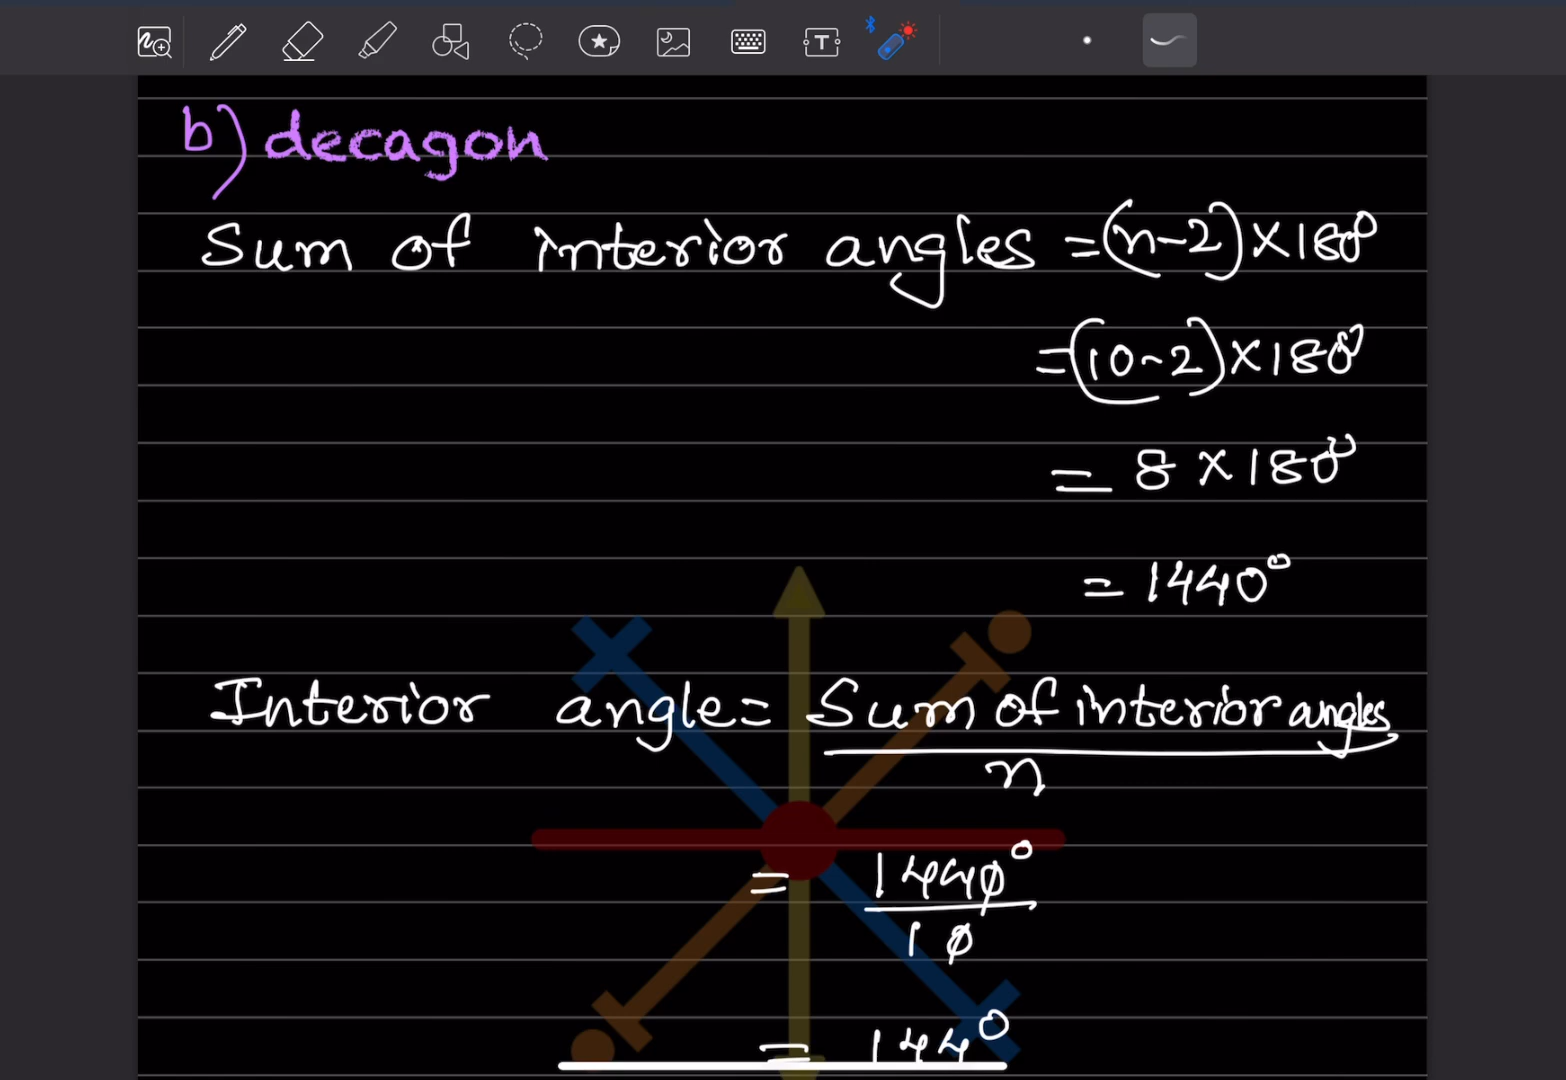 b) decagon
Sum of interior angles = (n-2)×180°
= (10-2)×180°
= 8 ×180°
= 1440°
Interior angle = Sum of interior angles
n
= 1440°
10
= 144°